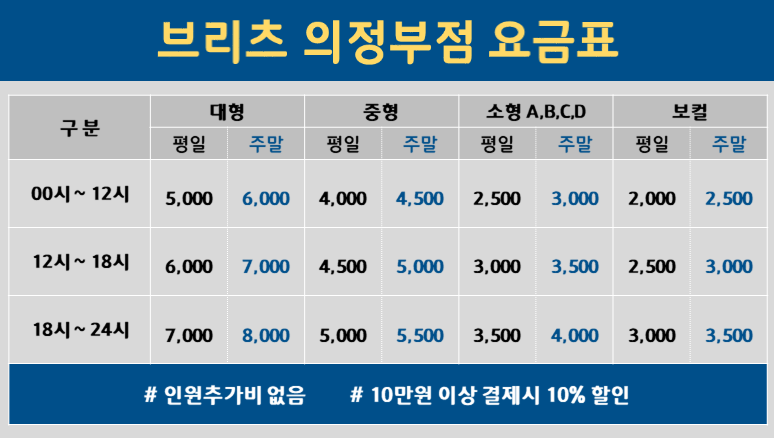 브리츠 의정부점 요금표
구 분 대형 중형 소형 A,B,C,D 보컬
평일 주말 평일 주말 평일 주말 평일 주말
00시 ~ 12시 5,000 6,000 4,000 4,500 2,500 3,000 2,000 2,500
12시 ~ 18시 6,000 7,000 4,500 5,000 3,000 3,500 2,500 3,000
18시 ~ 24시 7,000 8,000 5,000 5,500 3,500 4,000 3,000 3,500
# 인원추가비 없음 # 10만원 이상 결제시 10% 할인